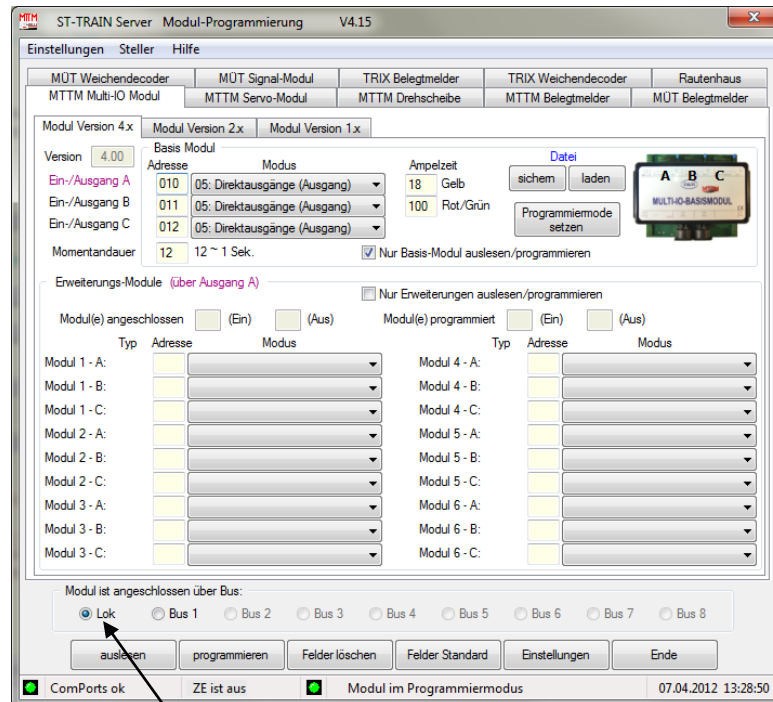 MTTM ST-TRAIN Server Modul-Programmierung V4.15
Einstellungen Steller Hilfe
MÜT Weichendecoder MÜT Signal-Modul TRIX Belegtmelder TRIX Weichendecoder Rautenhaus
MTTM Multi-IO Modul MTTM Servo-Modul MTTM Drehscheibe MTTM Belegtmelder MÜT Belegtmelder
Modul Version 4.x Modul Version 2.x Modul Version 1.x
Version 4.00 Basis Modul
Adresse Modus Ampelzeit Datei
Ein-/Ausgang A 010 05: Direktausgänge (Ausgang) 18 Gelb sichern laden
Ein-/Ausgang B 011 05: Direktausgänge (Ausgang) 100 Rot/Grün Programmiermode setzen
Ein-/Ausgang C 012 05: Direktausgänge (Ausgang)
A B C
MULTI-IO-BASISMODUL
Momentandauer 12 12 ~ 1 Sek. Nur Basis-Modul auslesen/programmieren
Erweiterungs-Module (über Ausgang A)
Nur Erweiterungen auslesen/programmieren
Modul(e) angeschlossen (Ein) (Aus) Modul(e) programmiert (Ein) (Aus)
Typ Adresse Modus Typ Adresse Modus
Modul 1 - A: Modul 4 - A:
Modul 1 - B: Modul 4 - B:
Modul 1 - C: Modul 4 - C:
Modul 2 - A: Modul 5 - A:
Modul 2 - B: Modul 5 - B:
Modul 2 - C: Modul 5 - C:
Modul 3 - A: Modul 6 - A:
Modul 3 - B: Modul 6 - B:
Modul 3 - C: Modul 6 - C:
Modul ist angeschlossen über Bus:
Lok Bus 1 Bus 2 Bus 3 Bus 4 Bus 5 Bus 6 Bus 7 Bus 8
auslesen programmieren Felder löschen Felder Standard Einstellungen Ende
ComPorts ok ZE ist aus Modul im Programmiermodus 07.04.2012 13:28:50